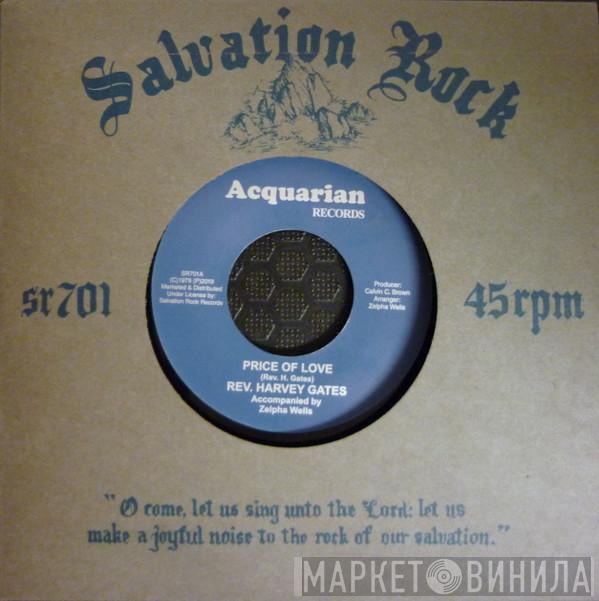 Salvation Rock
Acquarian
RECORDS
SR701A
(C)1979 (P)2013
Marketed & Distributed
Under License by:
Salvation Rock Records
Producer:
Calvin C. Brown
Arranger:
Zelpha Wells
sr701
45rpm
PRICE OF LOVE
(Rev. H. Gates)
REV. HARVEY GATES
Accompanied by
Zelpha Wells
"O come, let us sing unto the Lord: let us
make a joyful noise to the rock of our salvation."
МАРКЕТ ВИНИЛА